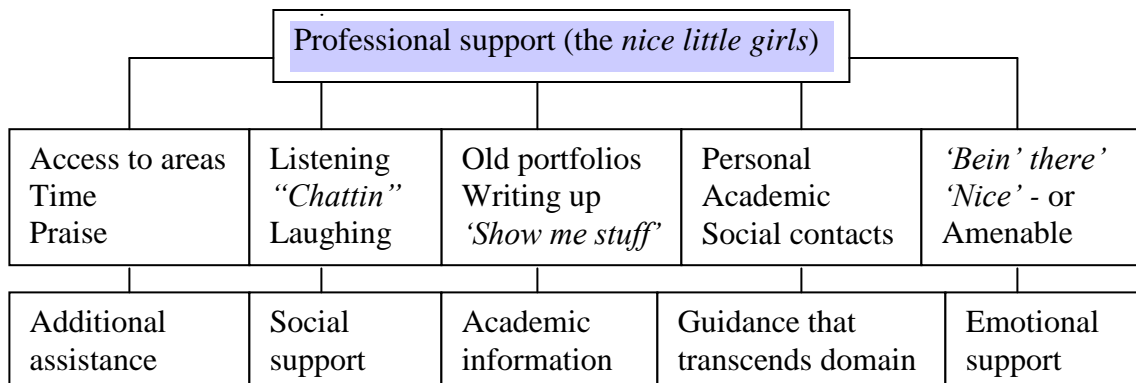 Professional support (the nice little girls)
Access to areas
Time
Praise
Listening
“Chattin”
Laughing
Old portfolios
Writing up
‘Show me stuff’
Personal
Academic
Social contacts
‘Bein’ there’
‘Nice’ - or
Amenable
Additional
assistance
Social
support
Academic
information
Guidance that
transcends domain
Emotional
support